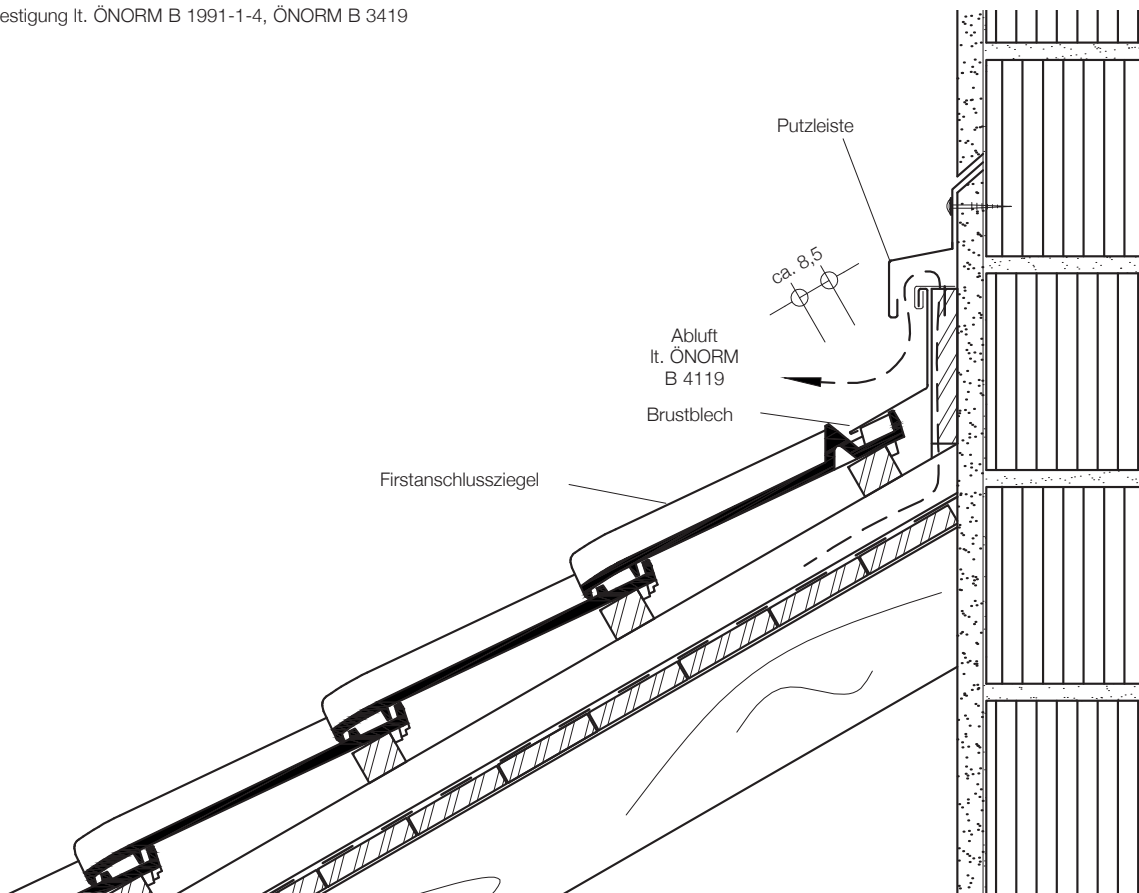 estigung lt. ÖNORM B 1991-1-4, ÖNORM B 3419
Putzleiste
ca. 8,5
Abluft
lt. ÖNORM
B 4119
Brustblech
Firstanschlussziegel